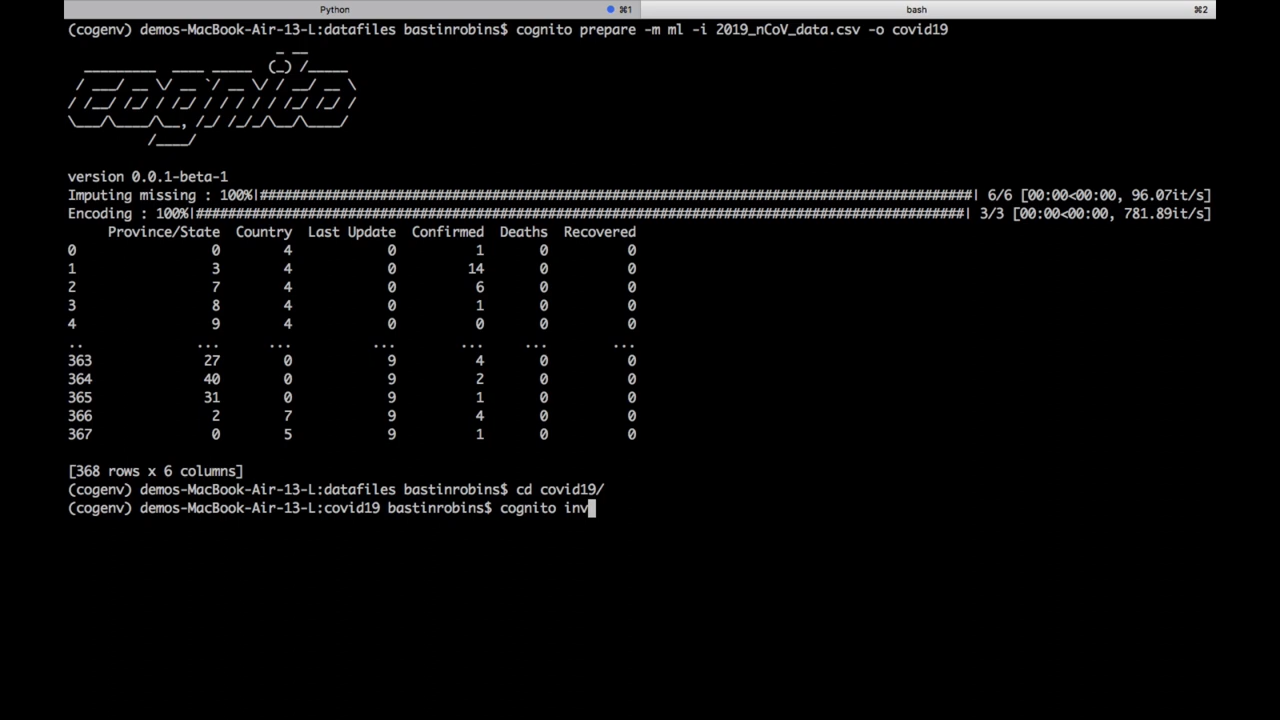 Python ⌘1 bash ⌘2
(cogenv) demos-MacBook-Air-13-L:datafiles bastinrobins$ cognito prepare -m ml -i 2019_nCoV_data.csv -o covid19
cognito
version 0.0.1-beta-1
Imputing missing : 100%|#########################################################################################| 6/6 [00:00<00:00, 96.07it/s]
Encoding : 100%|################################################################################################| 3/3 [00:00<00:00, 781.89it/s]
     Province/State  Country  Last Update  Confirmed  Deaths  Recovered
0                 0        4            0          1       0          0
1                 3        4            0         14       0          0
2                 7        4            0          6       0          0
3                 8        4            0          1       0          0
4                 9        4            0          0       0          0
..              ...      ...          ...        ...     ...        ...
363              27        0            9          4       0          0
364              40        0            9          2       0          0
365              31        0            9          1       0          0
366               2        7            9          4       0          0
367               0        5            9          1       0          0
[368 rows x 6 columns]
(cogenv) demos-MacBook-Air-13-L:datafiles bastinrobins$ cd covid19/
(cogenv) demos-MacBook-Air-13-L:covid19 bastinrobins$ cognito inv